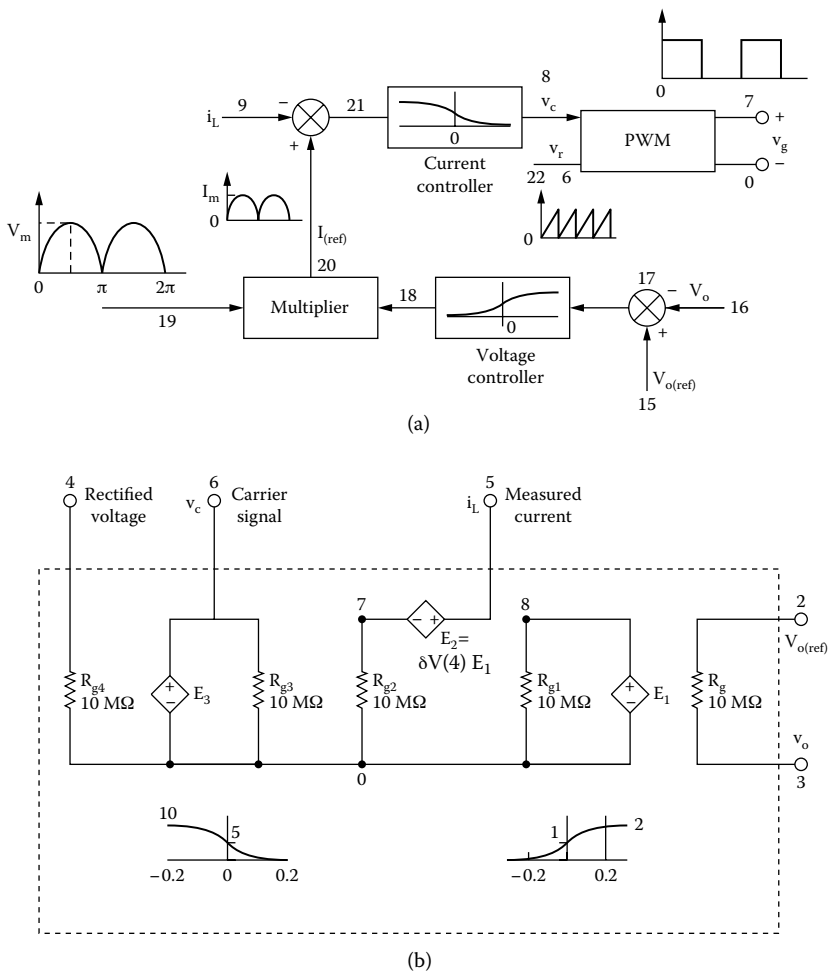 0
8
7
+
9
21
v_c
i_L
−
+
0
PWM
v_g
v_r
−
Current
controller
22
6
0
I_m
0
0
V_m
I_(ref)
20
0
π
2π
Multiplier
18
17
−
V_o
16
0
19
+
Voltage
controller
V_o(ref)
15
(a)
4
Rectified
voltage
6
v_c
Carrier
signal
5
i_L
Measured
current
7
− +
8
2
V_o(ref)
E_2=
δV(4) E_1
R_g4
10 MΩ
+
−
E_3
R_g3
10 MΩ
R_g2
10 MΩ
R_g1
10 MΩ
+
−
E_1
R_g
10 MΩ
v_o
3
0
10
5
1
2
−0.2
0
0.2
−0.2
0.2
(b)